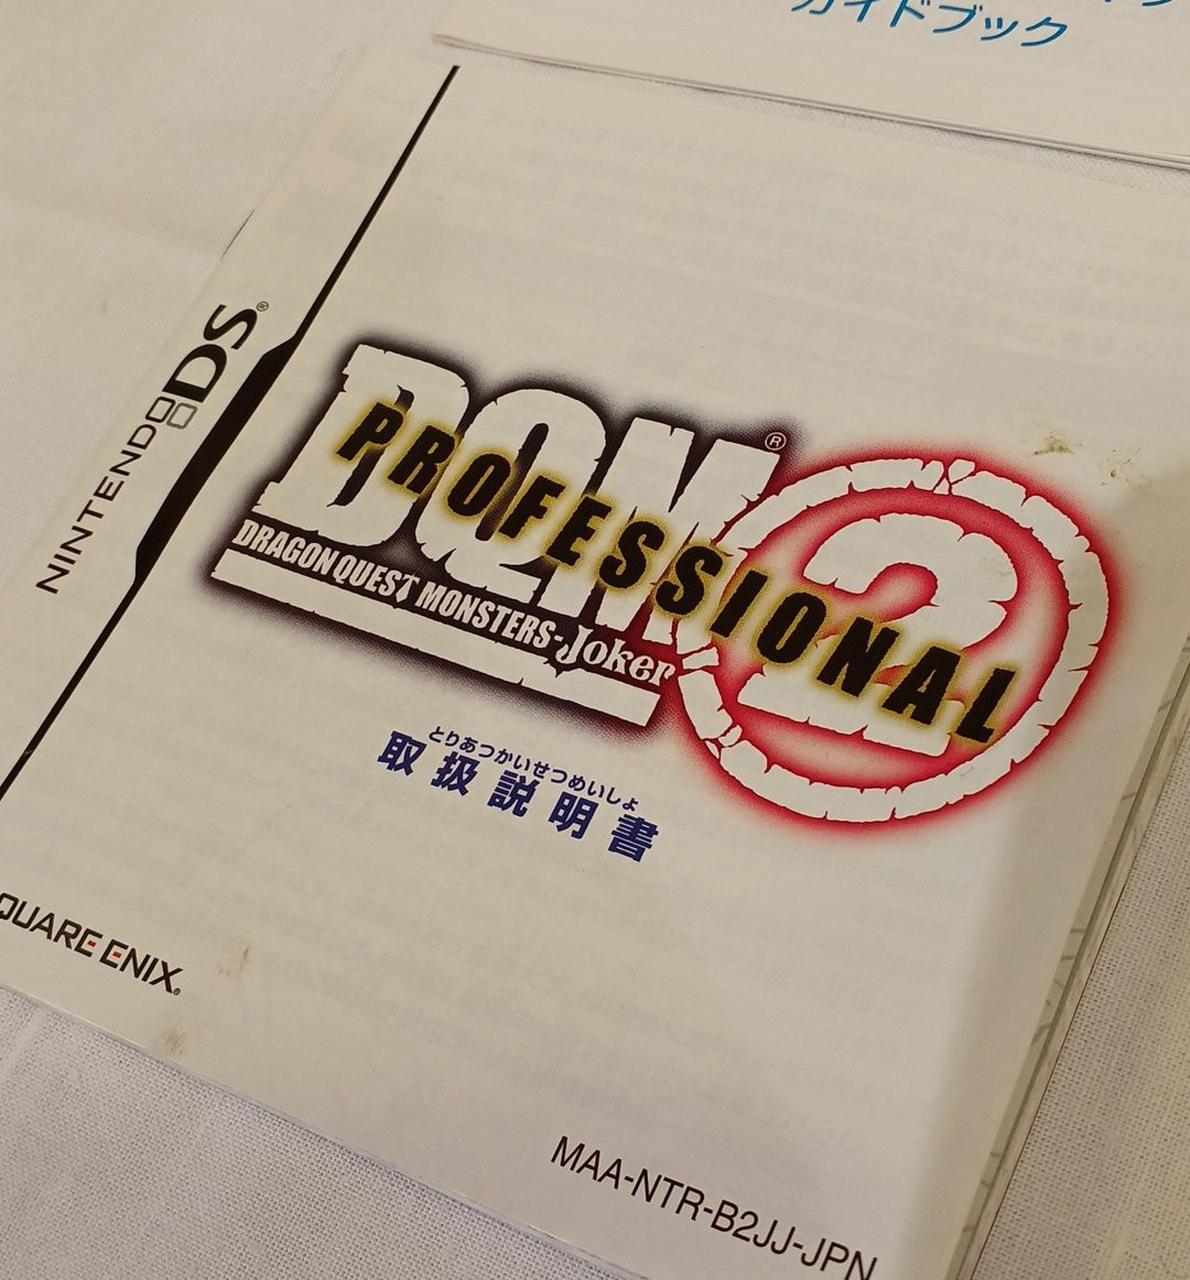 ガイドブック
NINTENDO DS®
DQM® 2
PROFESSIONAL
DRAGON QUEST MONSTERS-Joker
とりあつかいせつめいしょ
取扱説明書
QUARE ENIX®
MAA-NTR-B2JJ-JPN